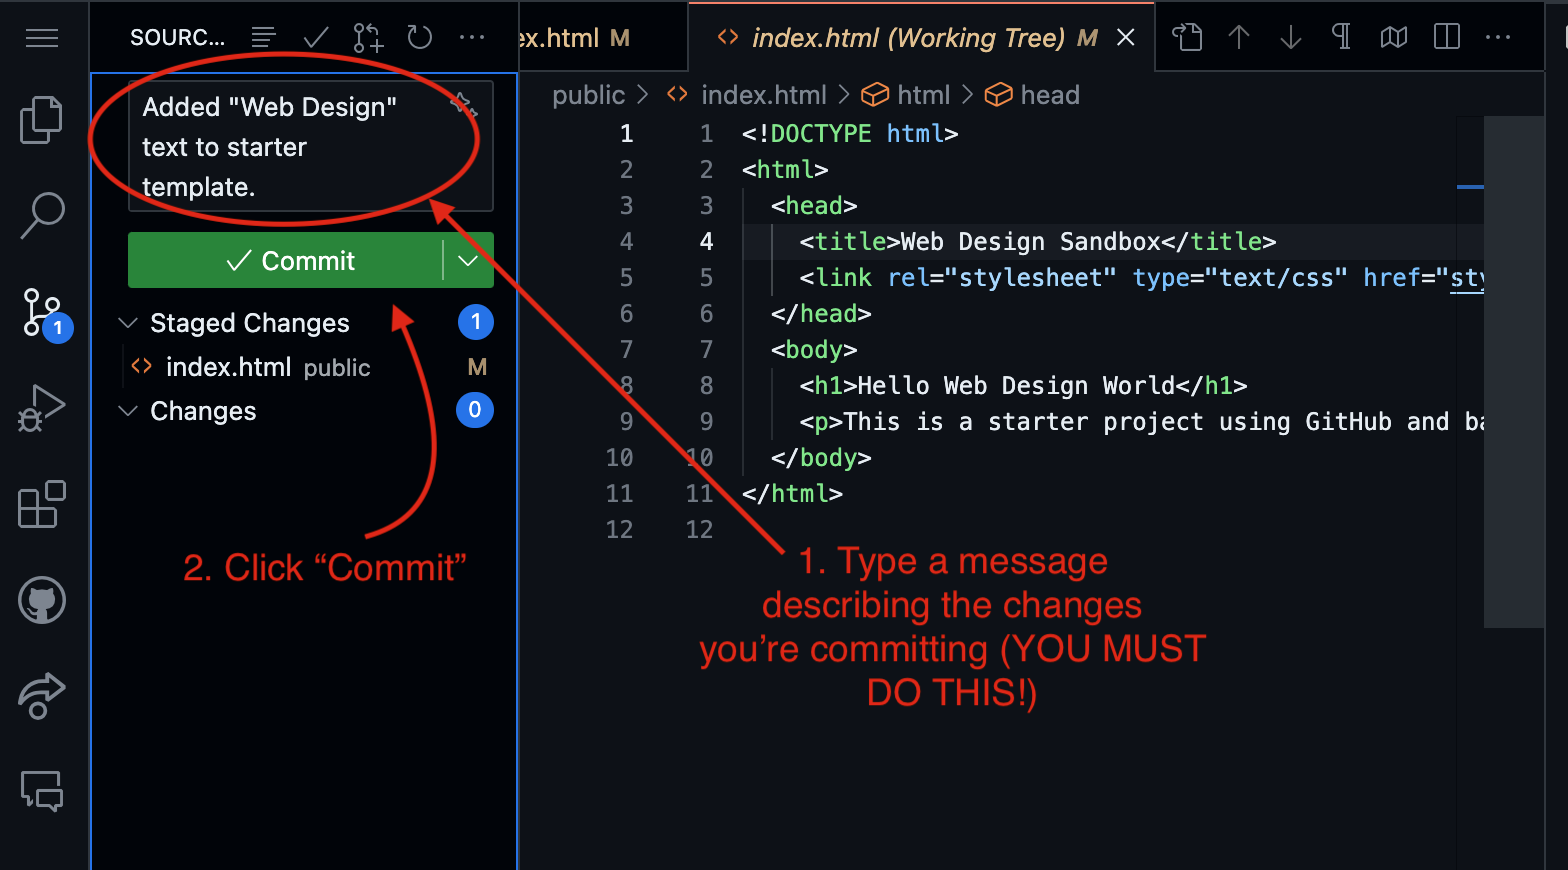 SOURC...
Added "Web Design"
text to starter
template.
Commit
Staged Changes 1
index.html public M
Changes 0
1
2. Click “Commit”
ex.html M
index.html (Working Tree) M
public > index.html > html > head
1 1 <!DOCTYPE html>
2 2 <html>
3 3 <head>
4 4 <title>Web Design Sandbox</title>
5 5 <link rel="stylesheet" type="text/css" href="sty
6 6 </head>
7 7 <body>
8 8 <h1>Hello Web Design World</h1>
9 9 <p>This is a starter project using GitHub and ba
10 10 </body>
11 11 </html>
12 12
1. Type a message
describing the changes
you’re committing (YOU MUST
DO THIS!)